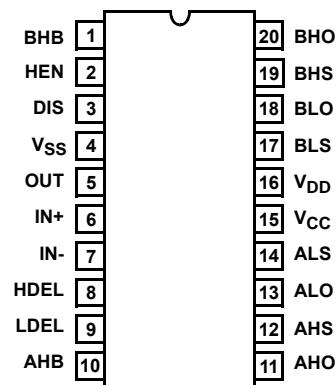 BHB 1 20 BHO
HEN 2 19 BHS
DIS 3 18 BLO
VSS 4 17 BLS
OUT 5 16 VDD
IN+ 6 15 VCC
IN- 7 14 ALS
HDEL 8 13 ALO
LDEL 9 12 AHS
AHB 10 11 AHO